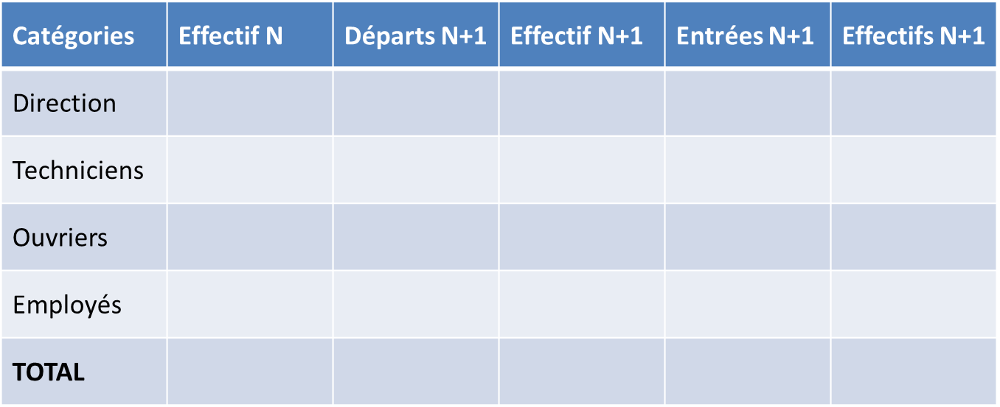 Catégories Effectif N Départs N+1 Effectif N+1 Entrées N+1 Effectifs N+1
Direction
Techniciens
Ouvriers
Employés
TOTAL